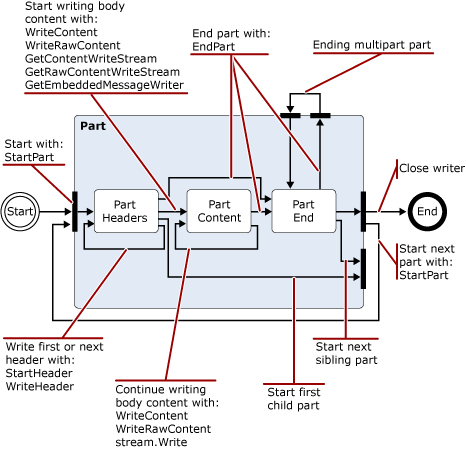 Start writing body
content with:
WriteContent
WriteRawContent
GetContentWriteStream
GetRawContentWriteStream
GetEmbeddedMessageWriter
End part with:
EndPart
Ending multipart part
Part
Start with:
StartPart
Close writer
Start
Part
Headers
Part
Content
Part
End
End
Start next
part with:
StartPart
Write first or next
header with:
StartHeader
WriteHeader
Continue writing
body content with:
WriteContent
WriteRawContent
stream.Write
Start first
child part
Start next
sibling part